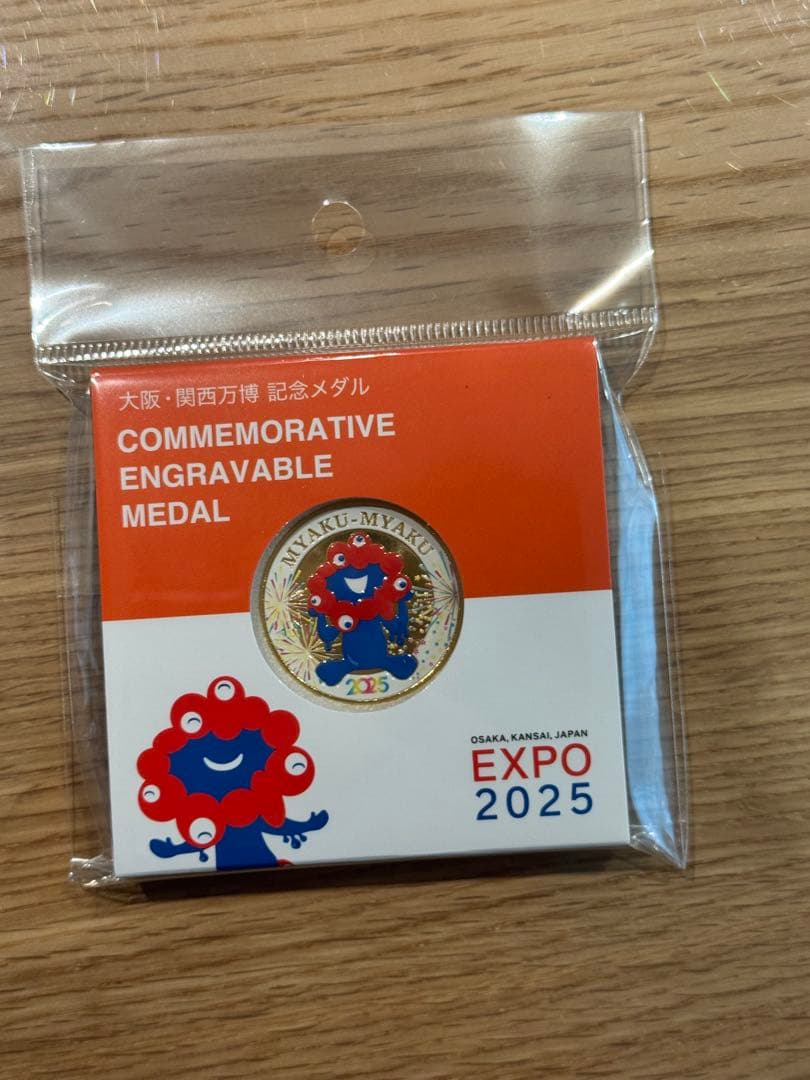 大阪・関西万博 記念メダル
COMMEMORATIVE
ENGRAVABLE
MEDAL
MYAKU-MYAKU
2025
OSAKA, KANSAI, JAPAN
EXPO
2025